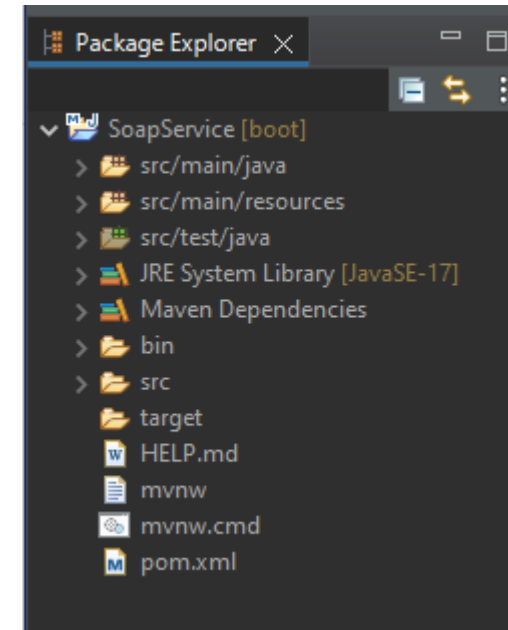 Package Explorer
SoapService [boot]
src/main/java
src/main/resources
src/test/java
JRE System Library [JavaSE-17]
Maven Dependencies
bin
src
target
HELP.md
mvnw
mvnw.cmd
pom.xml